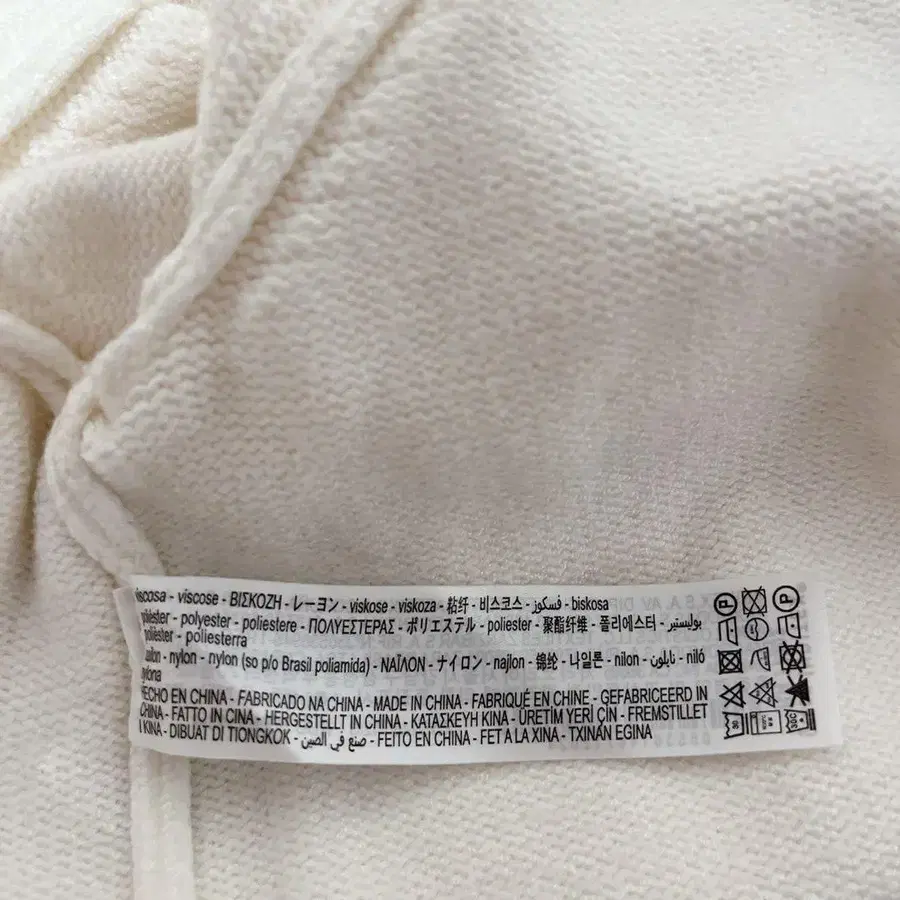 viscosa - viscose - ΒΙΣΚΟΖΗ - レーヨン - viskose - viskoza - 粘纤 - 비스코스 - فسكوز - biskosa
poliéster - polyester - poliestere - ΠΟΛΥΕΣΤΕΡΑΣ - ポリエステル - poliester - 聚酯纤维 - 폴리에스터 - بوليستير
polièster - poliesterra
nailon - nylon - nylon (so p/o Brasil poliamida) - ΝΑΪΛΟΝ - ナイロン - najlon - 锦纶 - 나일론 - nilon - نايلون - niló
HECHO EN CHINA - FABRICADO NA CHINA - MADE IN CHINA - FABRIQUÉ EN CHINE - GEFABRICEERD IN
CHINA - FATTO IN CINA - HERGESTELLT IN CHINA - ΚΑΤΑΣΚΕΥΗ ΚΙΝΑ - ÜRETİM YERİ ÇİN - FREMSTILLET
I KINA - DIBUAT DI TIONGKOK - صنع في الصين - FEITO EN CHINA - FET A LA XINA - TXINAN EGINA
P P
30 30C